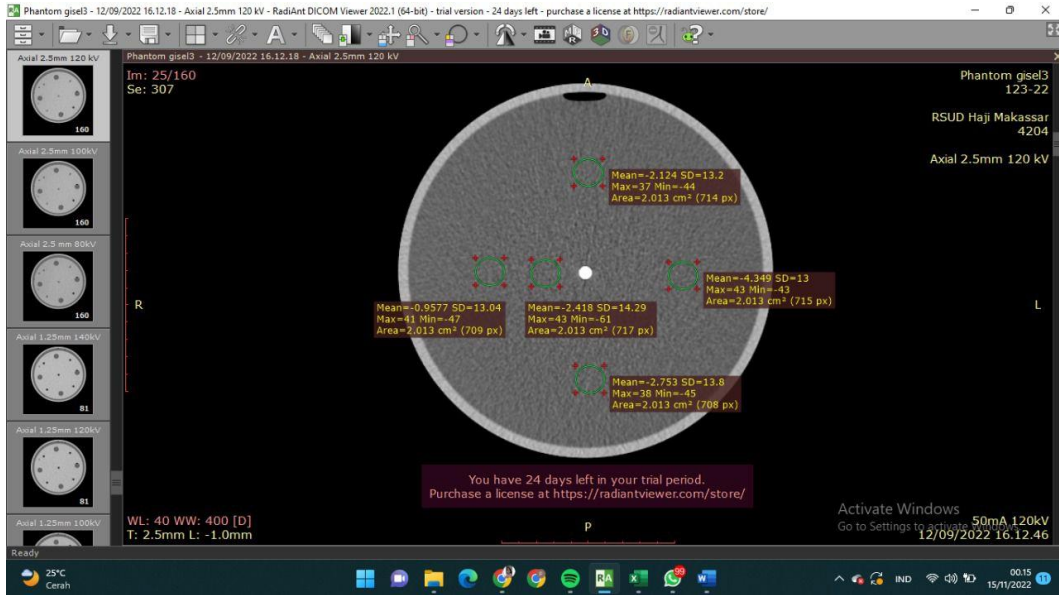 Phantom gisel3 - 12/09/2022 16.12.18 - Axial 2.5mm 120 kV - RadiAnt DICOM Viewer 2022.1 (64-bit) - trial version - 24 days left - purchase a license at https://radiantviewer.com/store/
Phantom gisel3 - 12/09/2022 16.12.18 - Axial 2.5mm 120 kV
Axial 2.5mm 120 kV
160
Axial 2.5mm 100kV
160
Axial 2.5 mm 80kV
160
Axial 1.25mm 140kV
81
Axial 1.25mm 120kV
81
Axial 1.25mm 100kV
Im: 25/160
Se: 307
A
Phantom gisel3
123-22
RSUD Haji Makassar
4204
Axial 2.5mm 120 kV
Mean=-2.124 SD=13.2
Max=37 Min=-44
Area=2.013 cm² (714 px)
Mean=-4.349 SD=13
Max=43 Min=-43
Area=2.013 cm² (715 px)
R
L
Mean=-0.9577 SD=13.04
Max=41 Min=-47
Area=2.013 cm² (709 px)
Mean=-2.418 SD=14.29
Max=43 Min=-61
Area=2.013 cm² (717 px)
Mean=-2.753 SD=13.8
Max=38 Min=-45
Area=2.013 cm² (708 px)
You have 24 days left in your trial period.
Purchase a license at https://radiantviewer.com/store/
WL: 40 WW: 400 [D]
T: 2.5mm L: -1.0mm
P
Activate Windows
Go to Settings to activate Windows.
50mA 120kV
12/09/2022 16.12.46
Ready
25°C
Cerah
99
RA
IND
00.15
15/11/2022
11